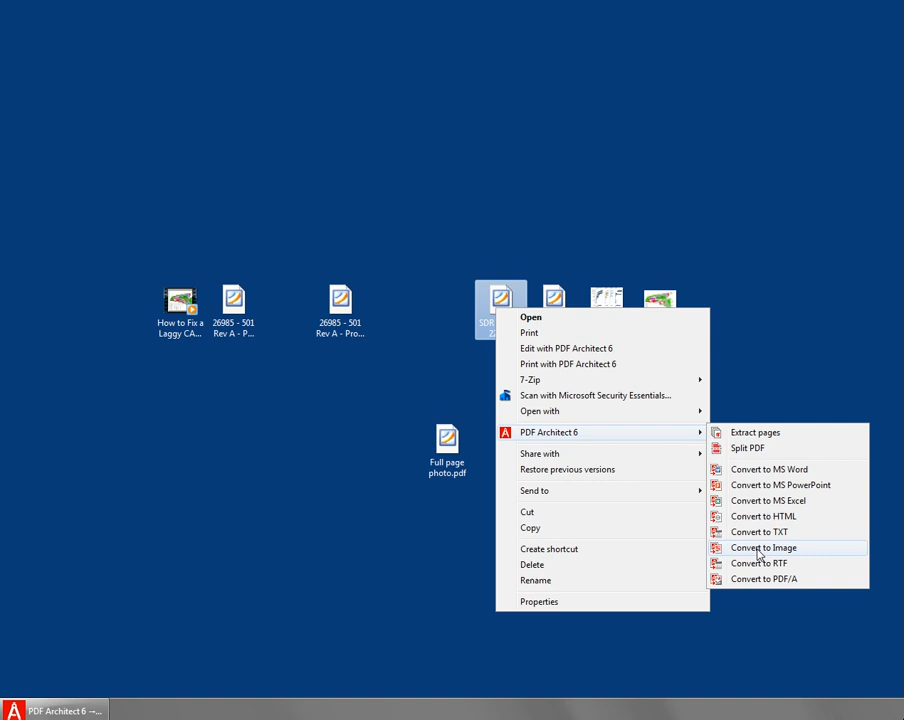 How to Fix a
Laggy CA...
26985 - 501
Rev A - P...
26985 - 501
Rev A - Pro...
SDR
22
Full page
photo.pdf
Open
Print
Edit with PDF Architect 6
Print with PDF Architect 6
7-Zip
Scan with Microsoft Security Essentials...
Open with
PDF Architect 6
Share with
Restore previous versions
Send to
Cut
Copy
Create shortcut
Delete
Rename
Properties
Extract pages
Split PDF
Convert to MS Word
Convert to MS PowerPoint
Convert to MS Excel
Convert to HTML
Convert to TXT
Convert to Image
Convert to RTF
Convert to PDF/A
PDF Architect 6 →...